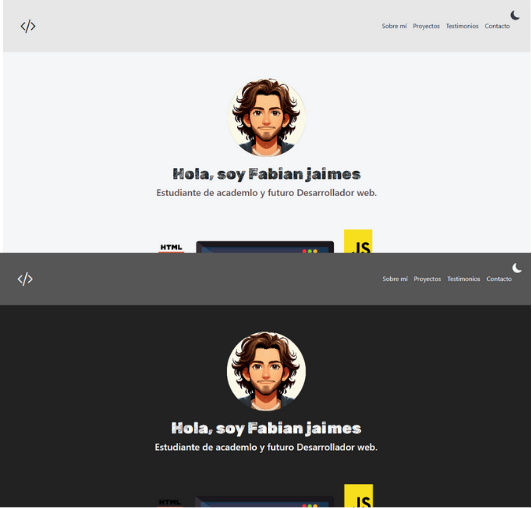 </>
Sobre mí Proyectos Testimonios Contacto
Hola, soy Fabian jaimes
Estudiante de academlo y futuro Desarrollador web.
HTML
JS
</>
Sobre mí Proyectos Testimonios Contacto
Hola, soy Fabian jaimes
Estudiante de academlo y futuro Desarrollador web.
HTML
JS